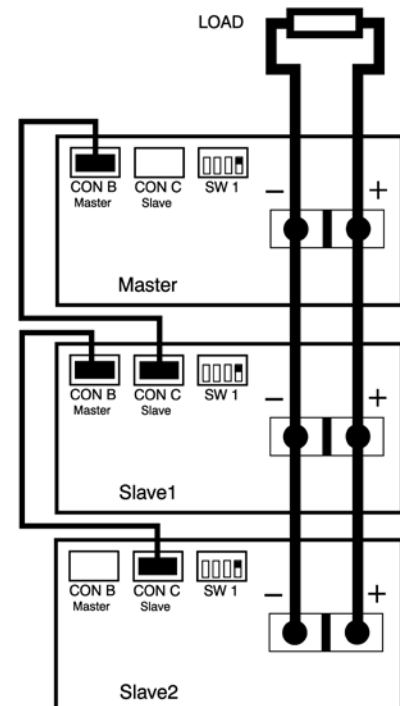 LOAD
CON B CON C SW 1
Master Slave
− +
Master
CON B CON C SW 1
Master Slave
− +
Slave1
CON B CON C SW 1
Master Slave
− +
Slave2